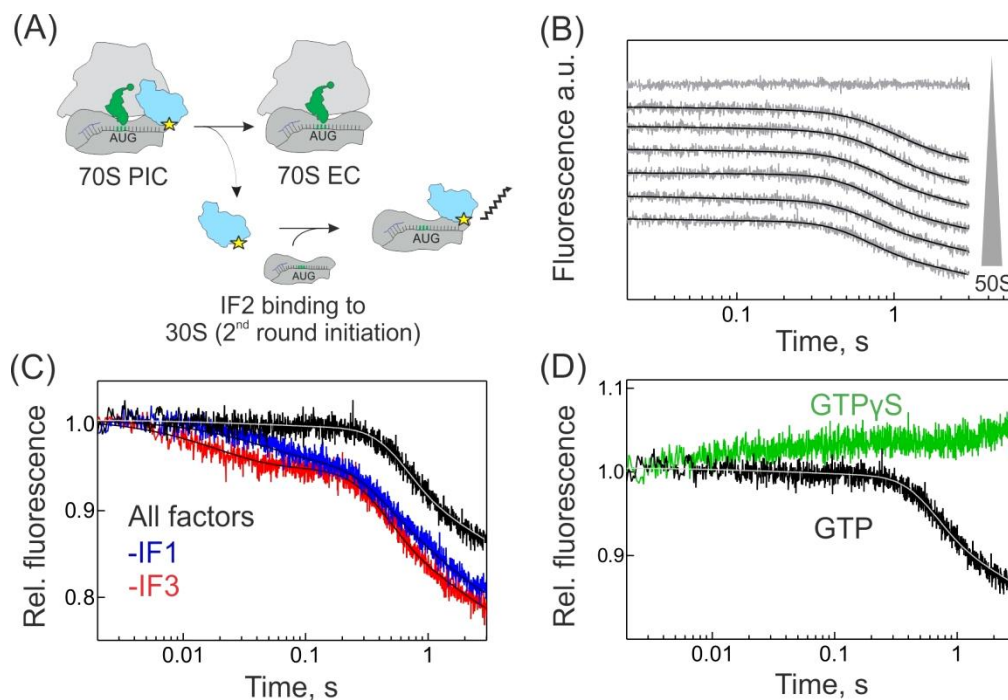 (A)
AUG
70S PIC
AUG
70S EC
AUG
AUG
IF2 binding to
30S (2nd round initiation)
(B)
Fluorescence a.u.
0.1
1
Time, s
50S
(C)
Rel. fluorescence
1.0
0.9
0.8
All factors
-IF1
-IF3
0.01
0.1
1
Time, s
(D)
Rel. fluorescence
1.1
1.0
0.9
GTPγS
GTP
0.01
0.1
1
Time, s